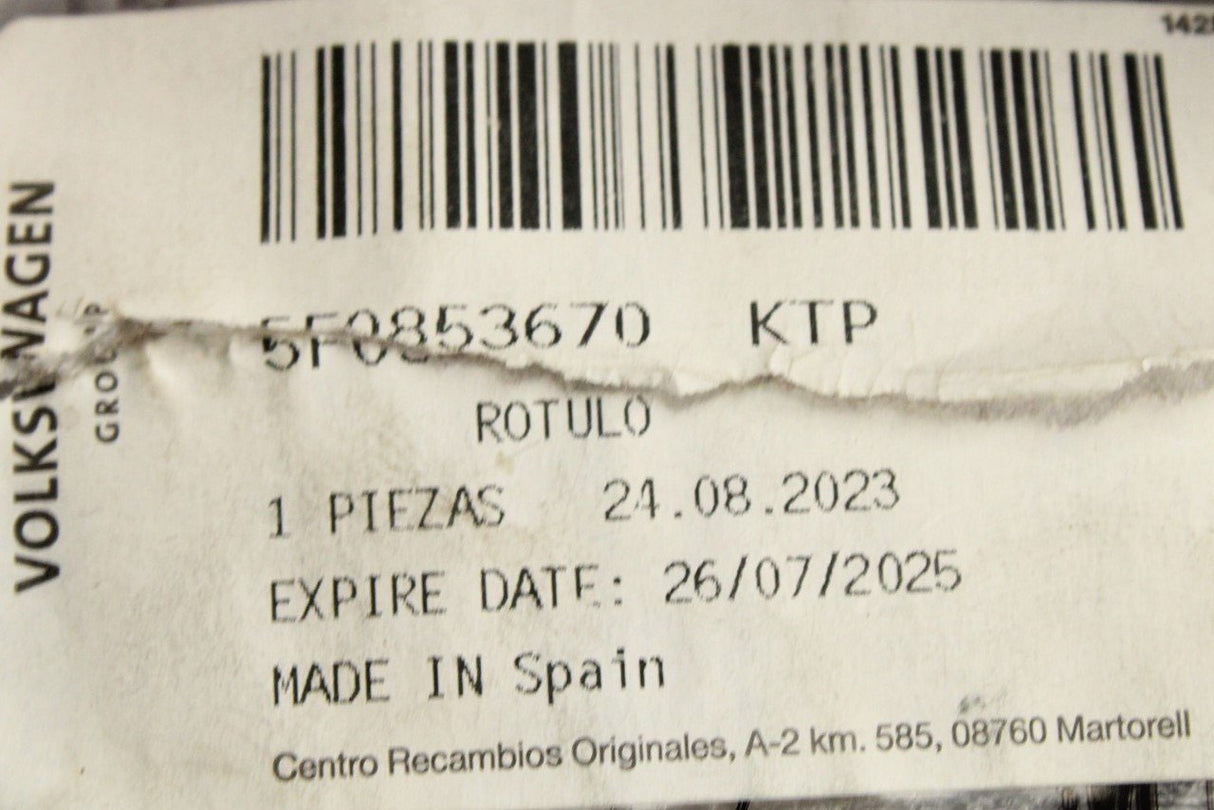 1425
VOLKSWAGEN
GROUP
5F0853670 KTP
ROTULO
1 PIEZAS 24.08.2023
EXPIRE DATE: 26/07/2025
MADE IN Spain
Centro Recambios Originales, A-2 km. 585, 08760 Martorell